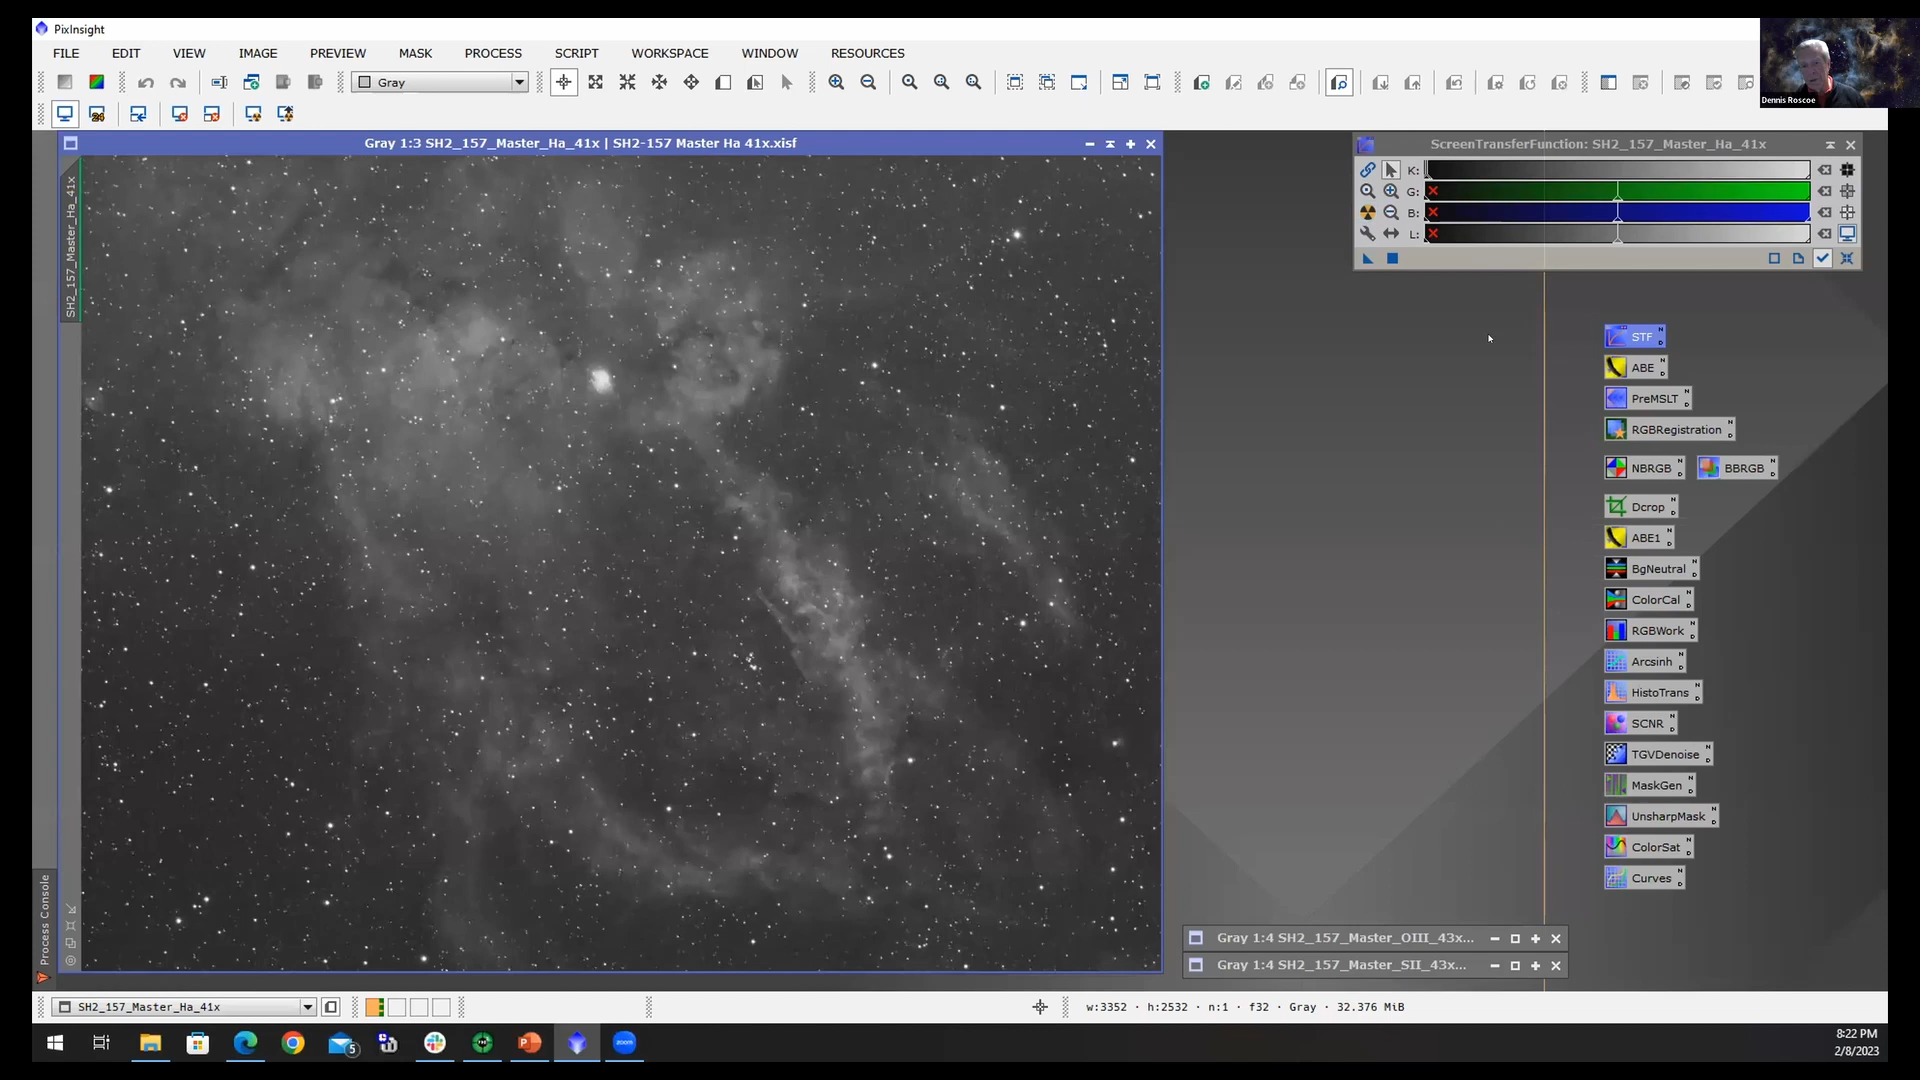 PixInsight
FILE EDIT VIEW IMAGE PREVIEW MASK PROCESS SCRIPT WORKSPACE WINDOW RESOURCES
Gray
24
Dennis Roscoe
Gray 1:3 SH2_157_Master_Ha_41x | SH2-157 Master Ha 41x.xisf
SH2_157_Master_Ha_41x
ScreenTransferFunction: SH2_157_Master_Ha_41x
K:
G:
B:
L:
STF
ABE
PreMSLT
RGBRegistration
NBRGB BBRGB
Dcrop
ABE1
BgNeutral
ColorCal
RGBWork
Arcsinh
HistoTrans
SCNR
TGVDenoise
MaskGen
UnsharpMask
ColorSat
Curves
Process Console
Gray 1:4 SH2_157_Master_OIII_43x...
Gray 1:4 SH2_157_Master_SII_43x...
SH2_157_Master_Ha_41x
w:3352 · h:2532 · n:1 · f32 · Gray · 32.376 MiB
5
zoom
8:22 PM
2/8/2023